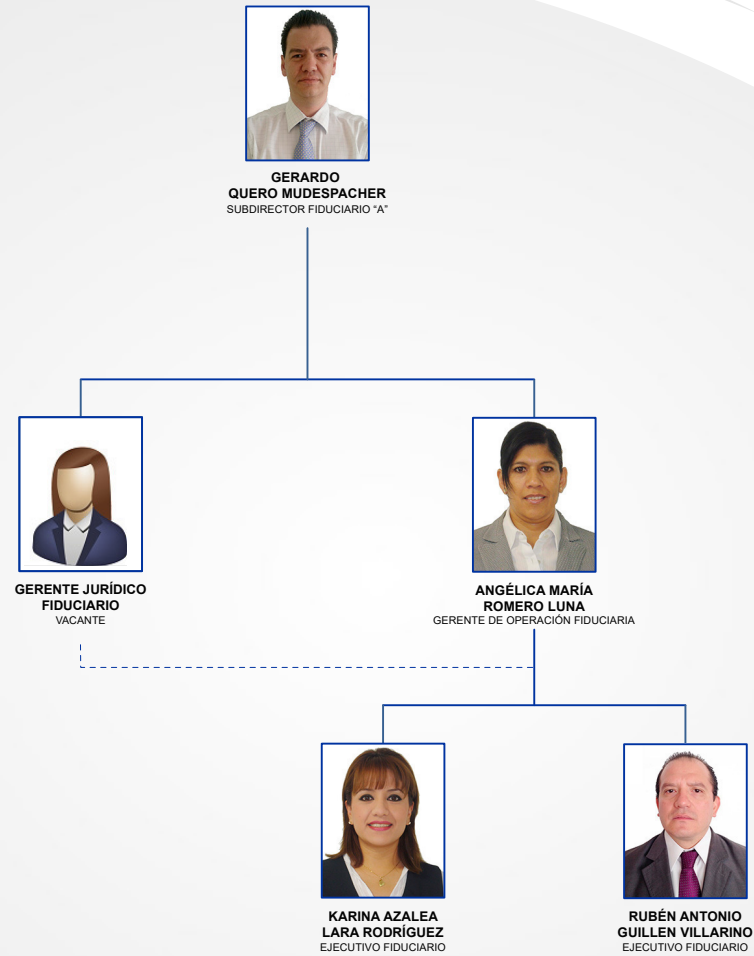 GERARDO
QUERO MUDESPACHER
SUBDIRECTOR FIDUCIARIO “A”
GERENTE JURÍDICO
FIDUCIARIO
VACANTE
ANGÉLICA MARÍA
ROMERO LUNA
GERENTE DE OPERACIÓN FIDUCIARIA
KARINA AZALEA
LARA RODRÍGUEZ
EJECUTIVO FIDUCIARIO
RUBÉN ANTONIO
GUILLEN VILLARINO
EJECUTIVO FIDUCIARIO